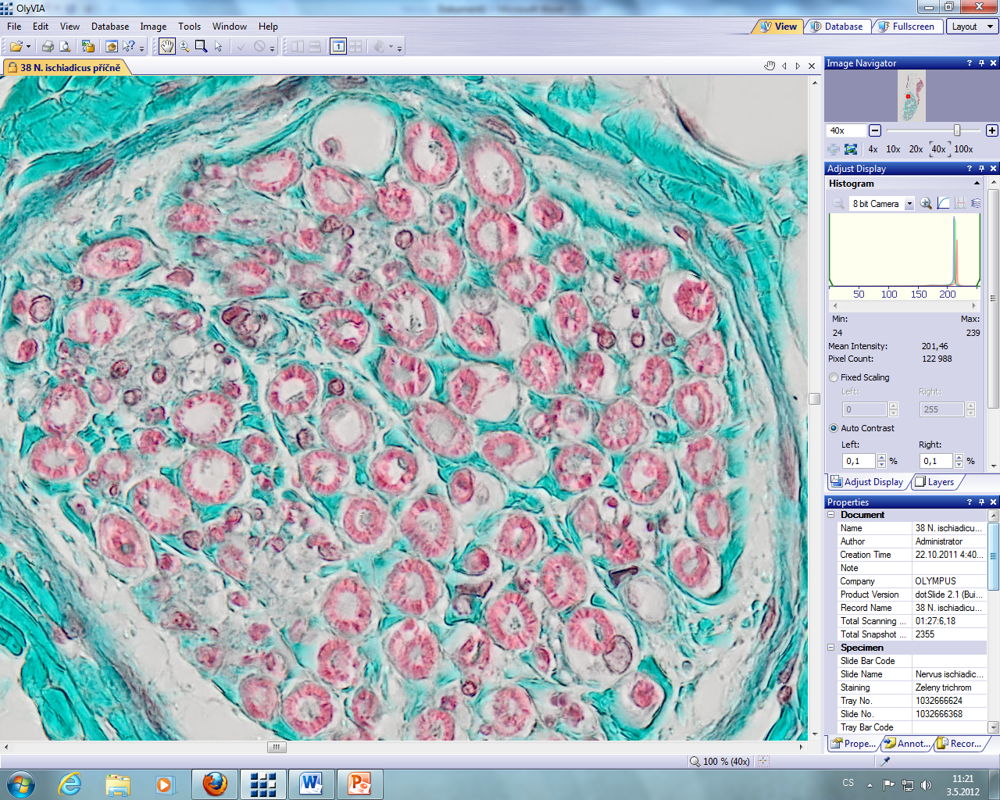 OlyVIA
File Edit View Database Image Tools Window Help
View Database Fullscreen Layout
38 N. ischiadicus příčně
Image Navigator
40x
4x 10x 20x 40x 100x
Adjust Display
Histogram
8 bit Camera
50 100 150 200
Min: Max:
24 239
Mean Intensity: 201,46
Pixel Count: 122 988
Fixed Scaling
Left: Right:
0 255
Auto Contrast
Left: Right:
0,1 % 0,1 %
Adjust Display Layers
Properties
Document
Name 38 N. ischiadicu...
Author Administrator
Creation Time 22.10.2011 4:40...
Note
Company OLYMPUS
Product Version dotSlide 2.1 (Bui...
Record Name 38 N. ischiadicu...
Total Scanning ... 01:27:6,18
Total Snapshot ... 2355
Specimen
Slide Bar Code
Slide Name Nervus ischiadic...
Staining Zeleny trichrom
Tray No. 1032666624
Slide No. 1032666368
Tray Bar Code
Prope... Annot... Recor...
100 % (40x)
CS 11:21
3.5.2012